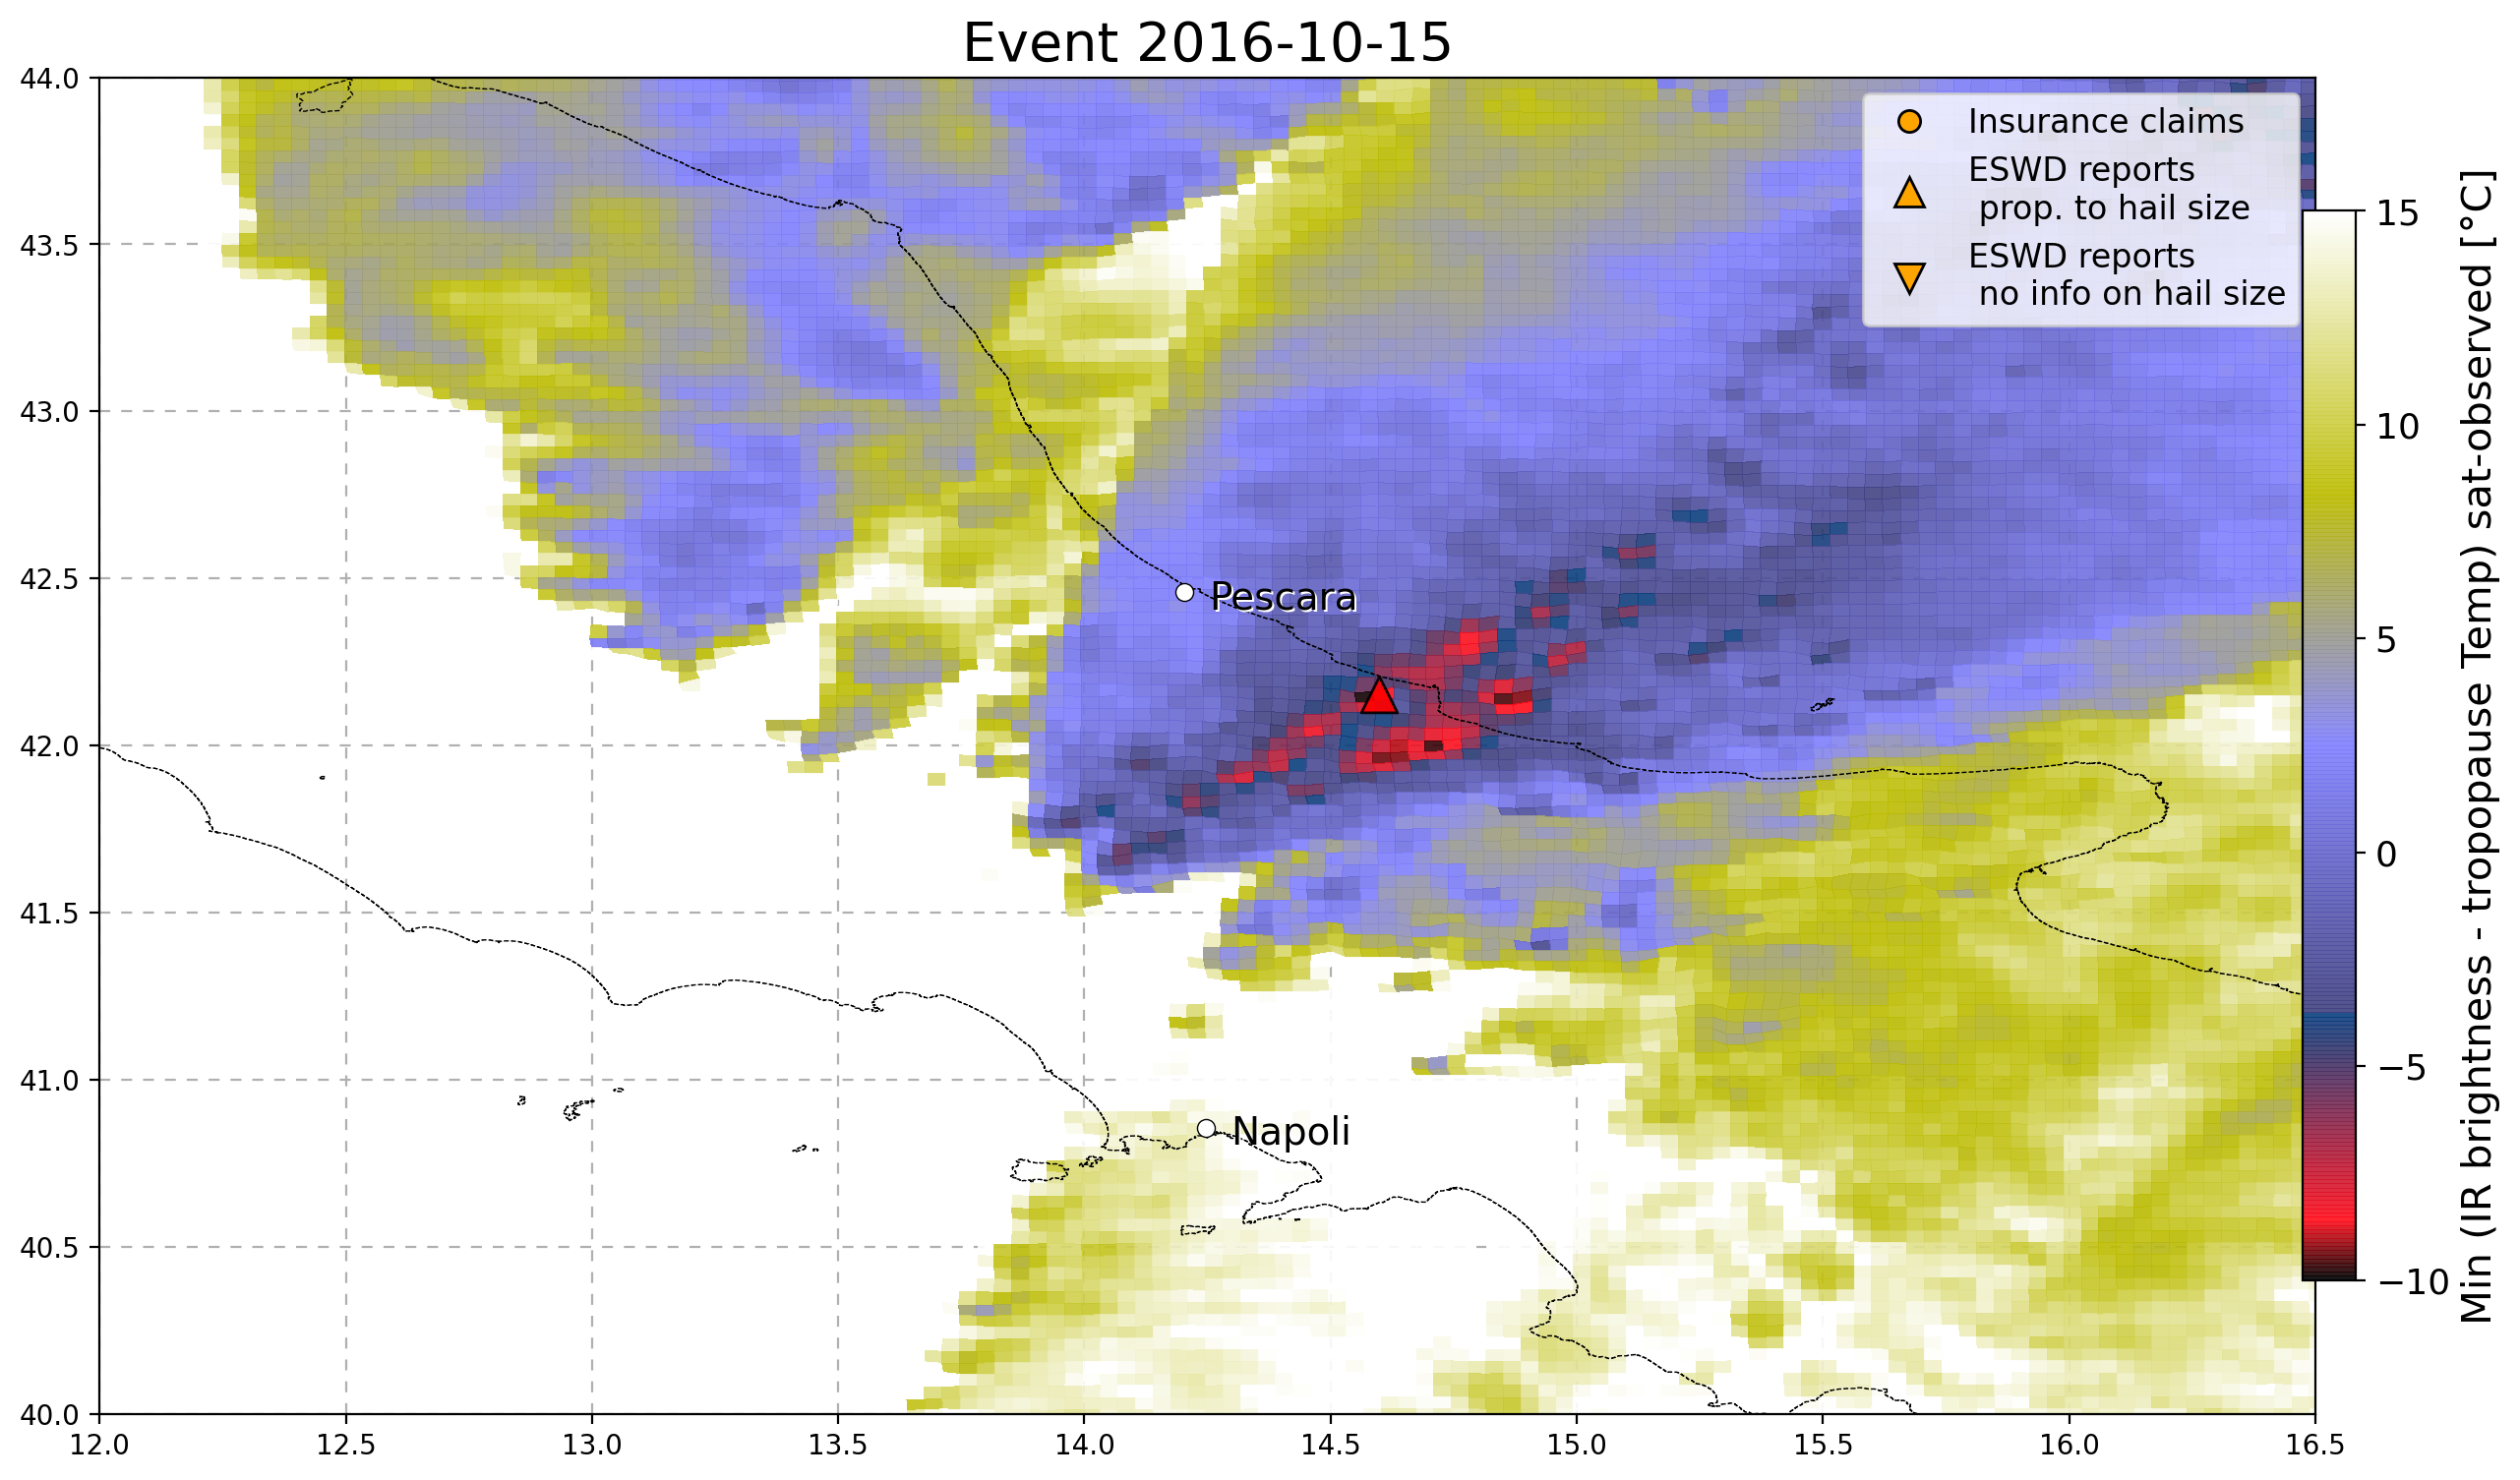 Event 2016-10-15
44.0
43.5
43.0
42.5
42.0
41.5
41.0
40.5
40.0
12.0
12.5
13.0
13.5
14.0
14.5
15.0
15.5
16.0
16.5
Insurance claims
ESWD reports
prop. to hail size
ESWD reports
no info on hail size
Pescara
Napoli
15
10
5
0
−5
−10
Min (IR brightness - tropopause Temp) sat-observed [°C]